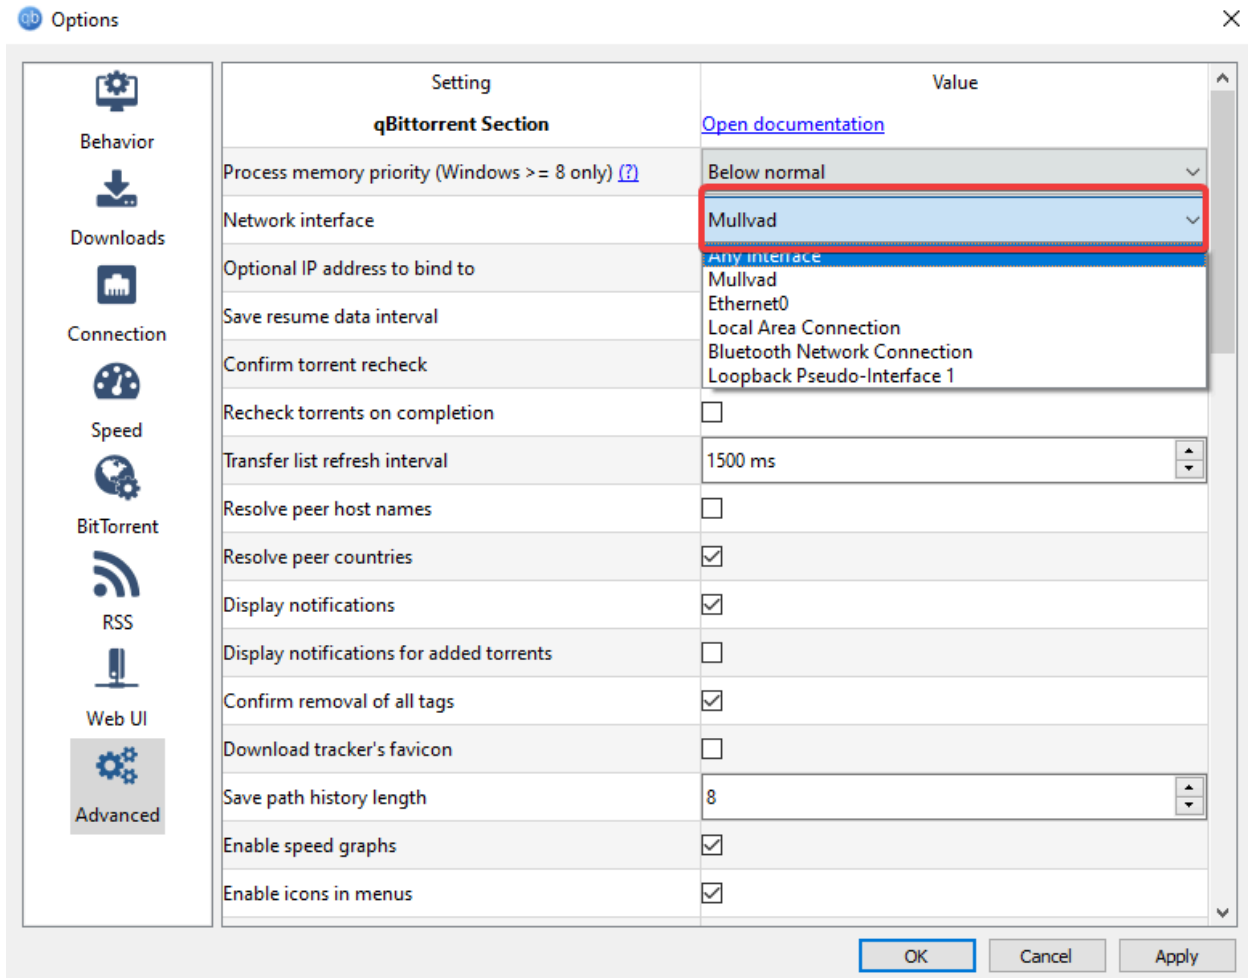 qb Options
Setting Value
qBittorrent Section Open documentation
Process memory priority (Windows >= 8 only) (?) Below normal
Network interface Mullvad
Any interface
Mullvad
Ethernet0
Local Area Connection
Bluetooth Network Connection
Loopback Pseudo-Interface 1
Optional IP address to bind to
Save resume data interval
Confirm torrent recheck
Recheck torrents on completion
Transfer list refresh interval 1500 ms
Resolve peer host names
Resolve peer countries
Display notifications
Display notifications for added torrents
Confirm removal of all tags
Download tracker's favicon
Save path history length 8
Enable speed graphs
Enable icons in menus
Behavior
Downloads
Connection
Speed
BitTorrent
RSS
Web UI
Advanced
OK Cancel Apply